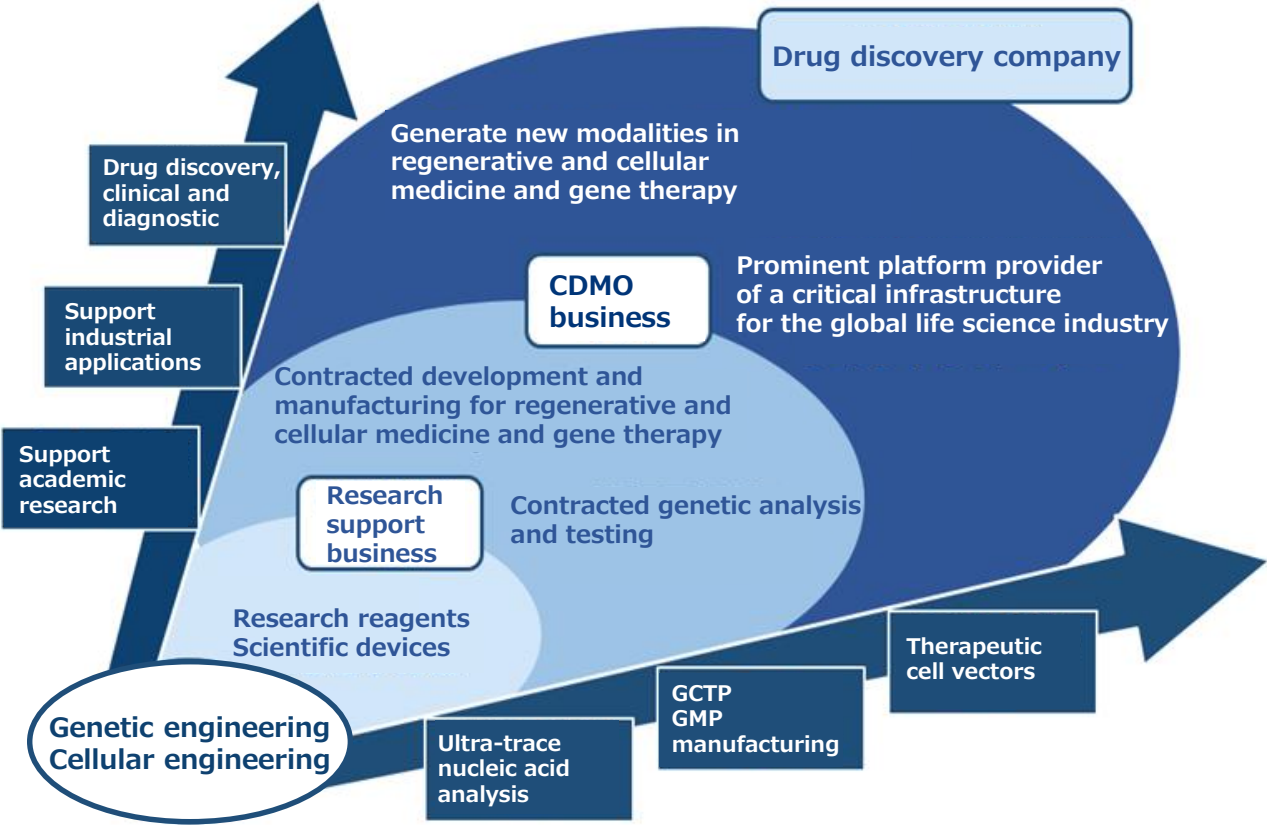 Drug discovery company
Generate new modalities in
regenerative and cellular
medicine and gene therapy
Drug discovery,
clinical and
diagnostic
CDMO
business
Prominent platform provider
of a critical infrastructure
for the global life science industry
Support
industrial
applications
Contracted development and
manufacturing for regenerative and
cellular medicine and gene therapy
Support
academic
research
Research
support
business
Contracted genetic analysis
and testing
Research reagents
Scientific devices
Therapeutic
cell vectors
GCTP
GMP
manufacturing
Genetic engineering
Cellular engineering
Ultra-trace
nucleic acid
analysis